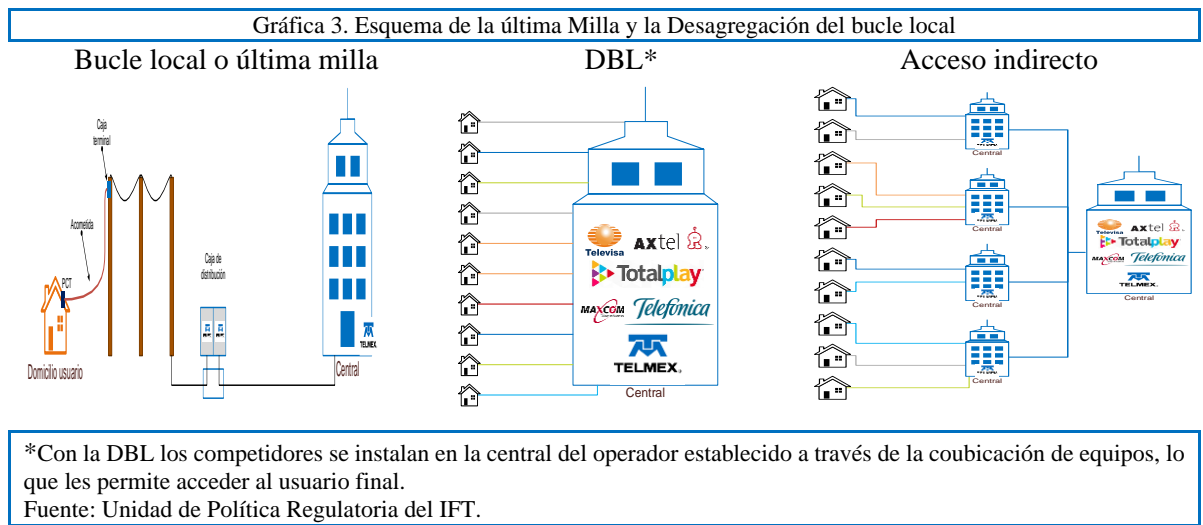 Gráfica 3. Esquema de la última Milla y la Desagregación del bucle local
Bucle local o última milla
DBL*
Acceso indirecto
Caja
terminal
Acometida
PCT
Caja de
distribución
Domicilio usuario
TELMEX
Central
Televisa
axtel
Totalplay
MAXCOM
Telefónica
TELMEX.
Central
Central
Central
Central
Central
Televisa
axtel
Totalplay
MAXCOM
Telefónica
TELMEX.
Central
*Con la DBL los competidores se instalan en la central del operador establecido a través de la coubicación de equipos, lo
que les permite acceder al usuario final.
Fuente: Unidad de Política Regulatoria del IFT.